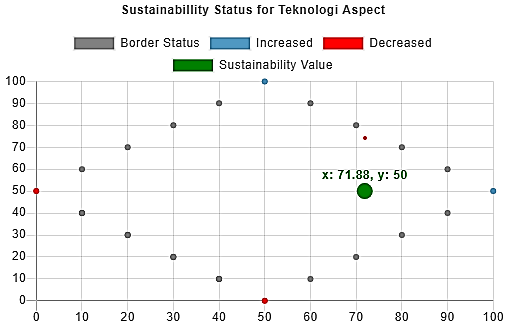 Sustainabillity Status for Teknologi Aspect
Border Status Increased Decreased
Sustainability Value
100
90
80
70
60
x: 71.88, y: 50
50
40
30
20
10
0
0 10 20 30 40 50 60 70 80 90 100